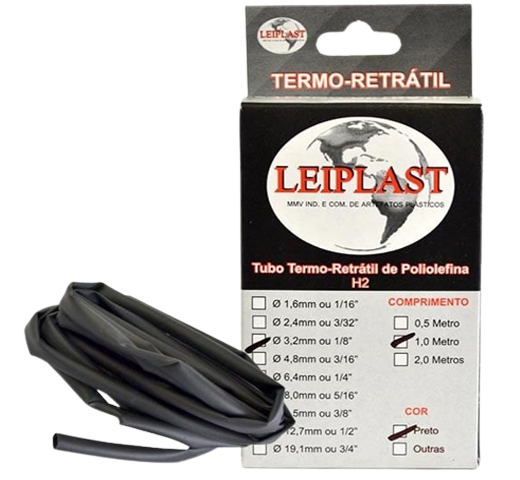 LEIPLAST
TERMO-RETRÁTIL
LEIPLAST
MMV IND. E COM. DE ARTEFATOS PLÁSTICOS
Tubo Termo-Retrátil de Poliolefina
H2
Ø 1,6mm ou 1/16"
Ø 2,4mm ou 3/32"
Ø 3,2mm ou 1/8"
Ø 4,8mm ou 3/16"
Ø 6,4mm ou 1/4"
8,0mm ou 5/16"
5mm ou 3/8"
12,7mm ou 1/2"
Ø 19,1mm ou 3/4"
COMPRIMENTO
0,5 Metro
1,0 Metro
2,0 Metros
COR
Preto
Outras